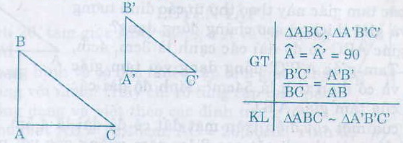 B
A
C
B'
A'
C'
GT
ΔABC, ΔA'B'C'
Â = Â' = 90
B'C'/BC = A'B'/AB
KL
ΔABC ~ ΔA'B'C'